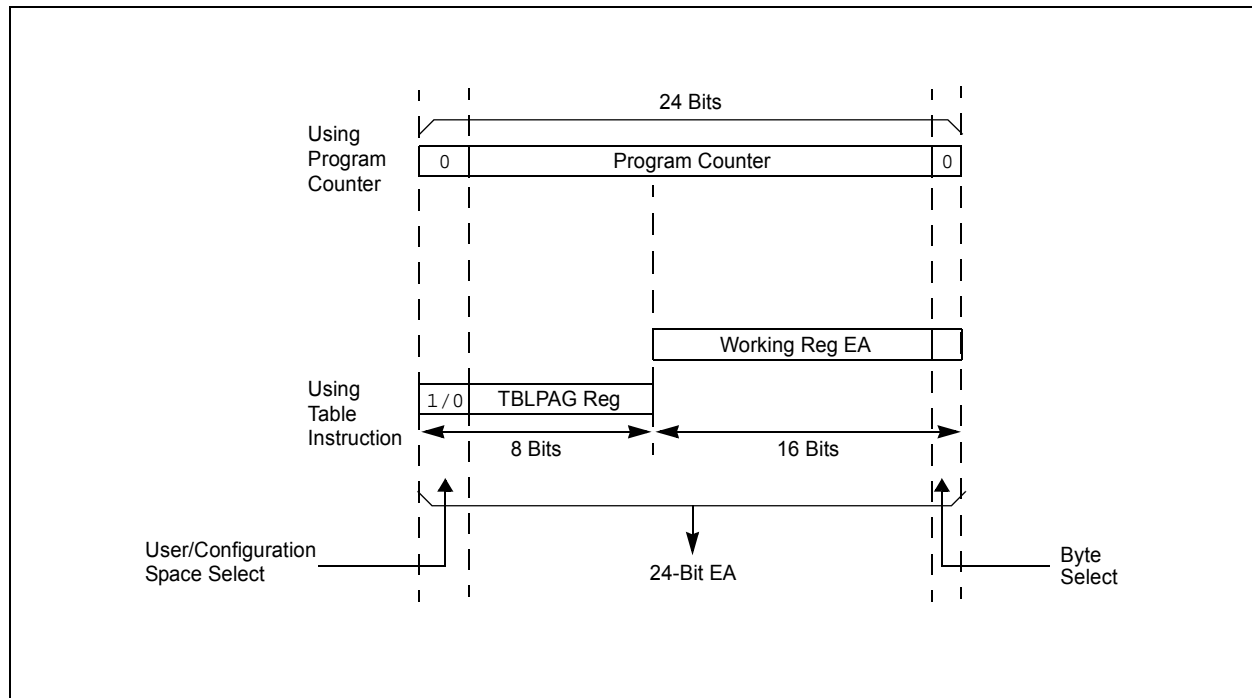 24 Bits
Using
Program
Counter
0
Program Counter
0
Working Reg EA
Using
Table
Instruction
1/0
TBLPAG Reg
8 Bits
16 Bits
User/Configuration
Space Select
24-Bit EA
Byte
Select